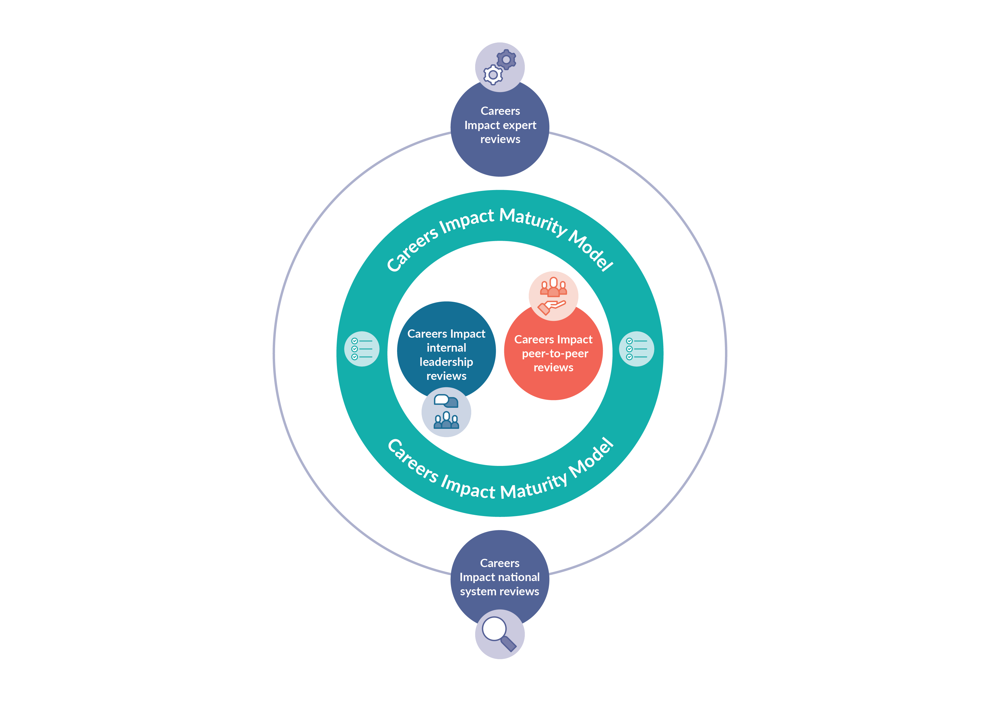 Careers
Impact expert
reviews
Careers Impact Maturity Model
Careers Impact
internal
leadership
reviews
Careers Impact
peer-to-peer
reviews
Careers Impact Maturity Model
Careers
Impact national
system reviews